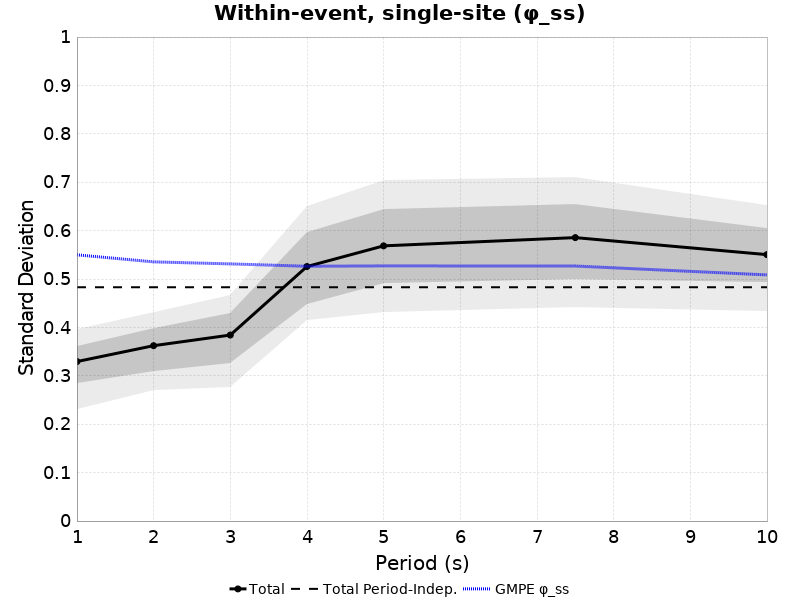 Within-event, single-site (φ_ss)
1
0.9
0.8
0.7
0.6
0.5
0.4
0.3
0.2
0.1
0
Standard Deviation
1 2 3 4 5 6 7 8 9 10
Period (s)
Total Total Period-Indep. GMPE φ_ss